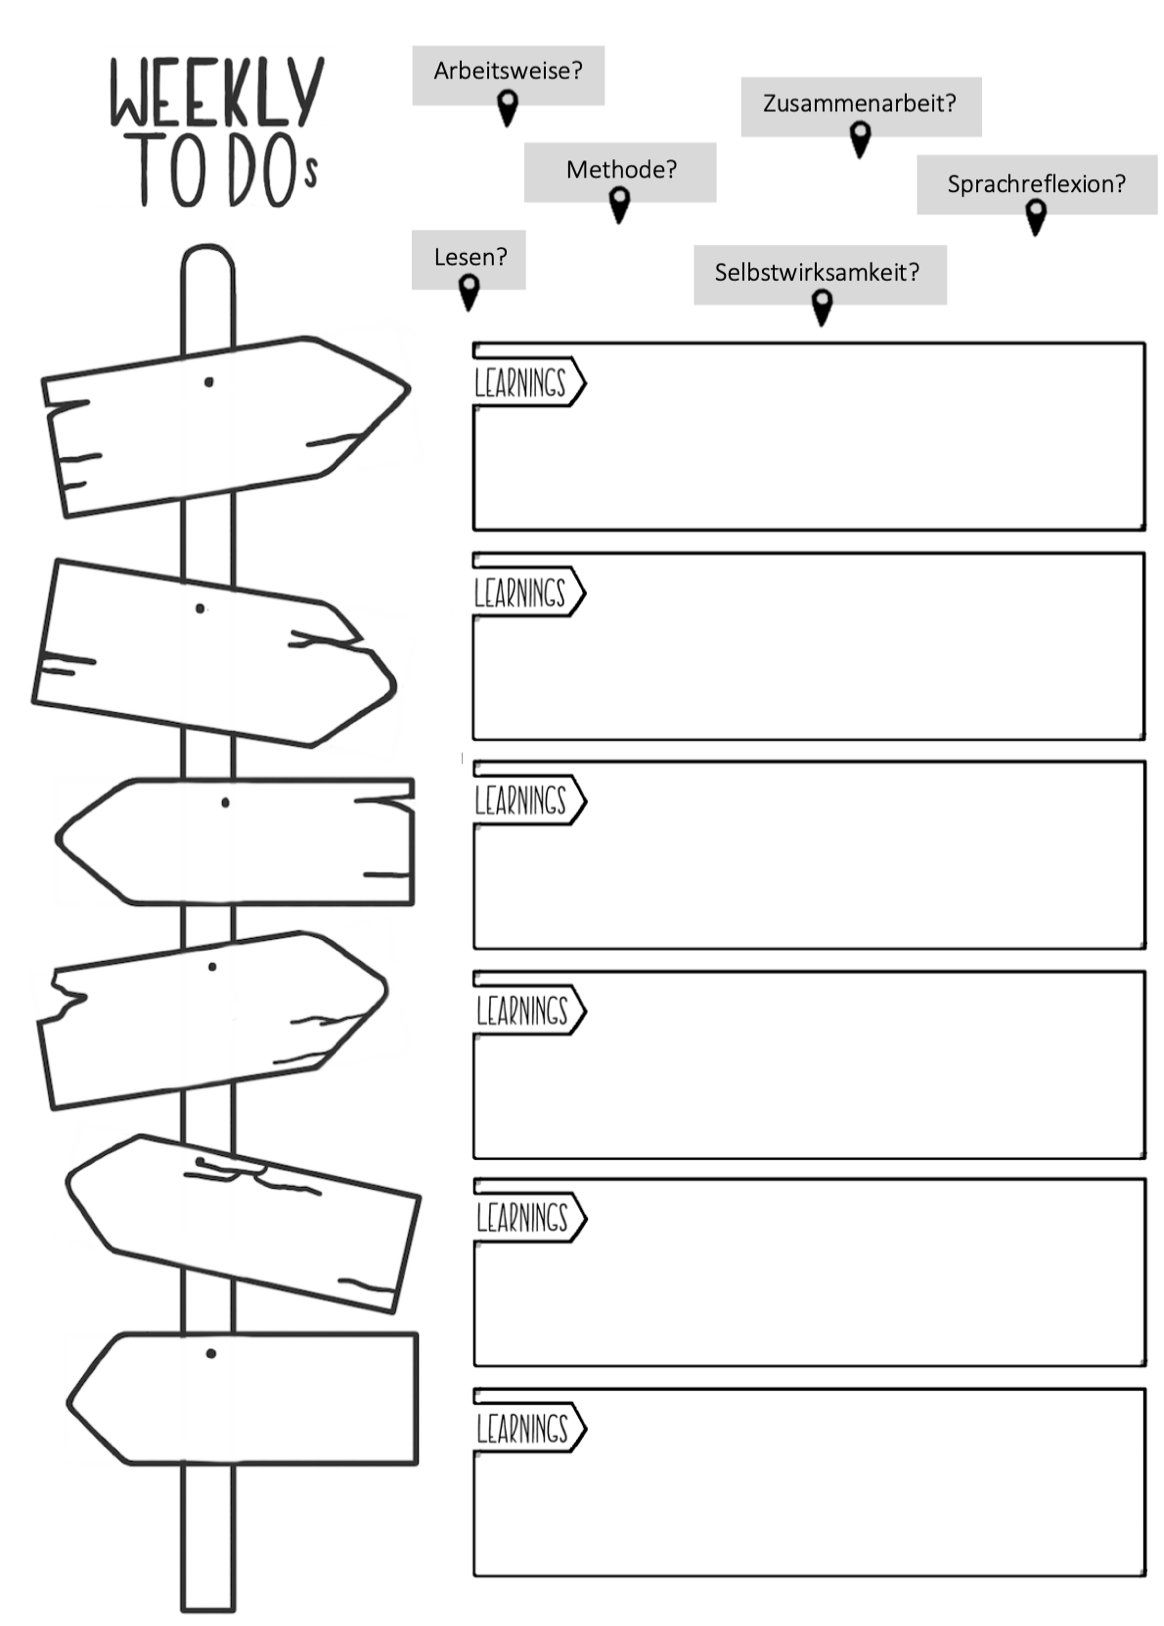 WEEKLY
TO DOs
Arbeitsweise?
Zusammenarbeit?
Methode?
Sprachreflexion?
Lesen?
Selbstwirksamkeit?
LEARNINGS
LEARNINGS
LEARNINGS
LEARNINGS
LEARNINGS
LEARNINGS